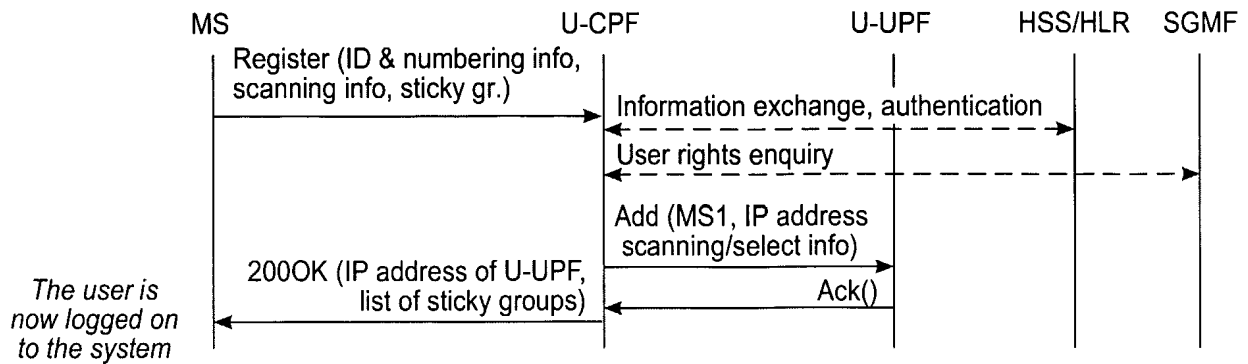 MS
U-CPF
U-UPF
HSS/HLR
SGMF
Register (ID & numbering info,
scanning info, sticky gr.)
Information exchange, authentication
User rights enquiry
Add (MS1, IP address
scanning/select info)
200OK (IP address of U-UPF,
list of sticky groups)
Ack()
The user is
now logged on
to the system